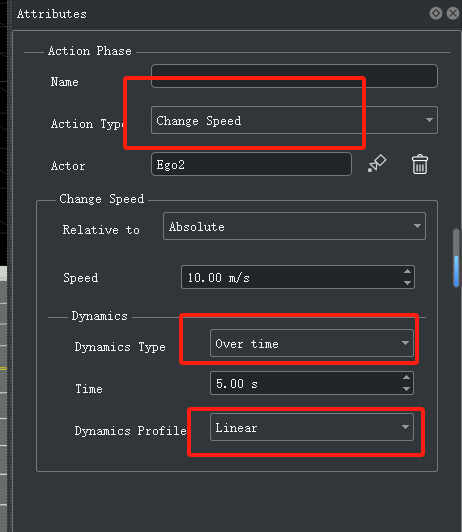 Attributes
Action Phase
Name
Action Type Change Speed
Actor Ego2
Change Speed
Relative to Absolute
Speed 10.00 m/s
Dynamics
Dynamics Type Over time
Time 5.00 s
Dynamics Profile Linear